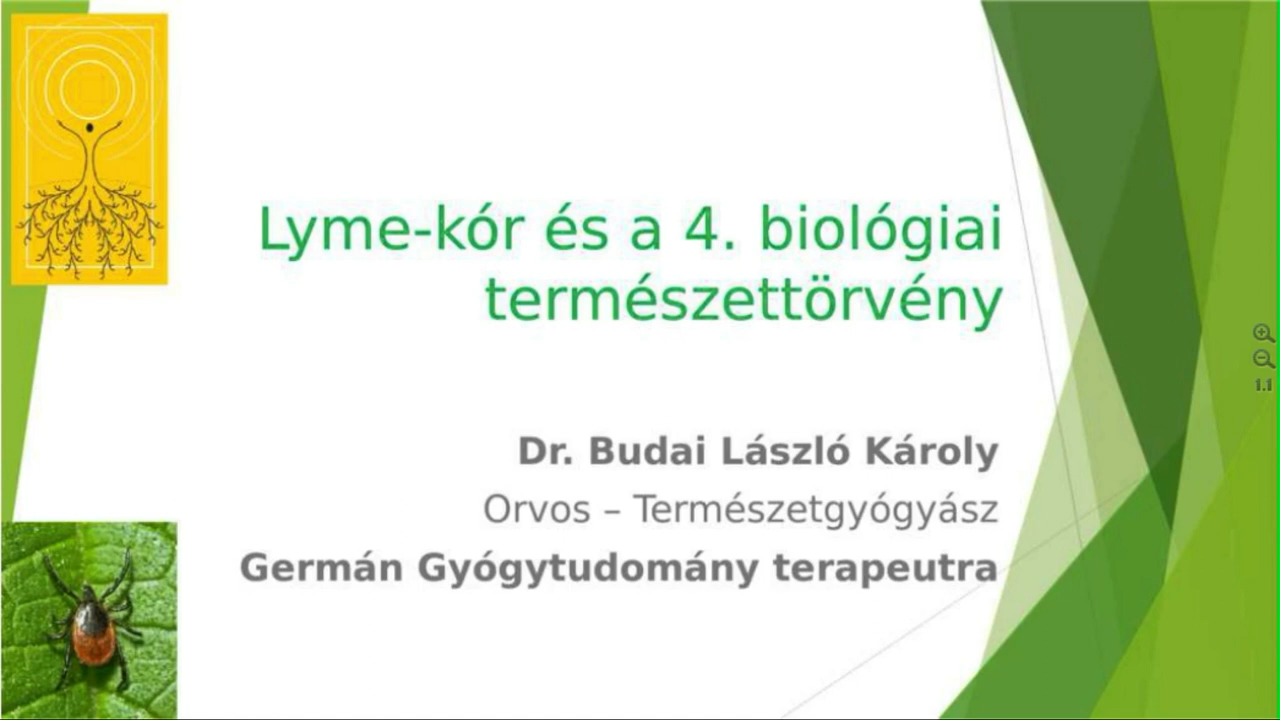 Lyme-kór és a 4. biológiai
természettörvény
Dr. Budai László Károly
Orvos – Természetgyógyász
Germán Gyógytudomány terapeutra
1.1